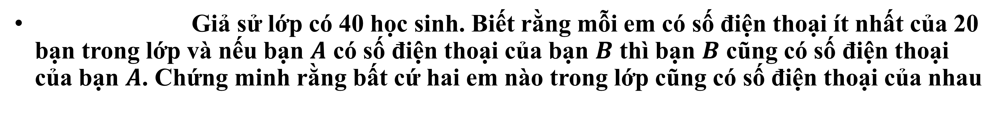 • Giả sử lớp có 40 học sinh. Biết rằng mỗi em có số điện thoại ít nhất của 20
bạn trong lớp và nếu bạn A có số điện thoại của bạn B thì bạn B cũng có số điện thoại
của bạn A. Chứng minh rằng bất cứ hai em nào trong lớp cũng có số điện thoại của nhau